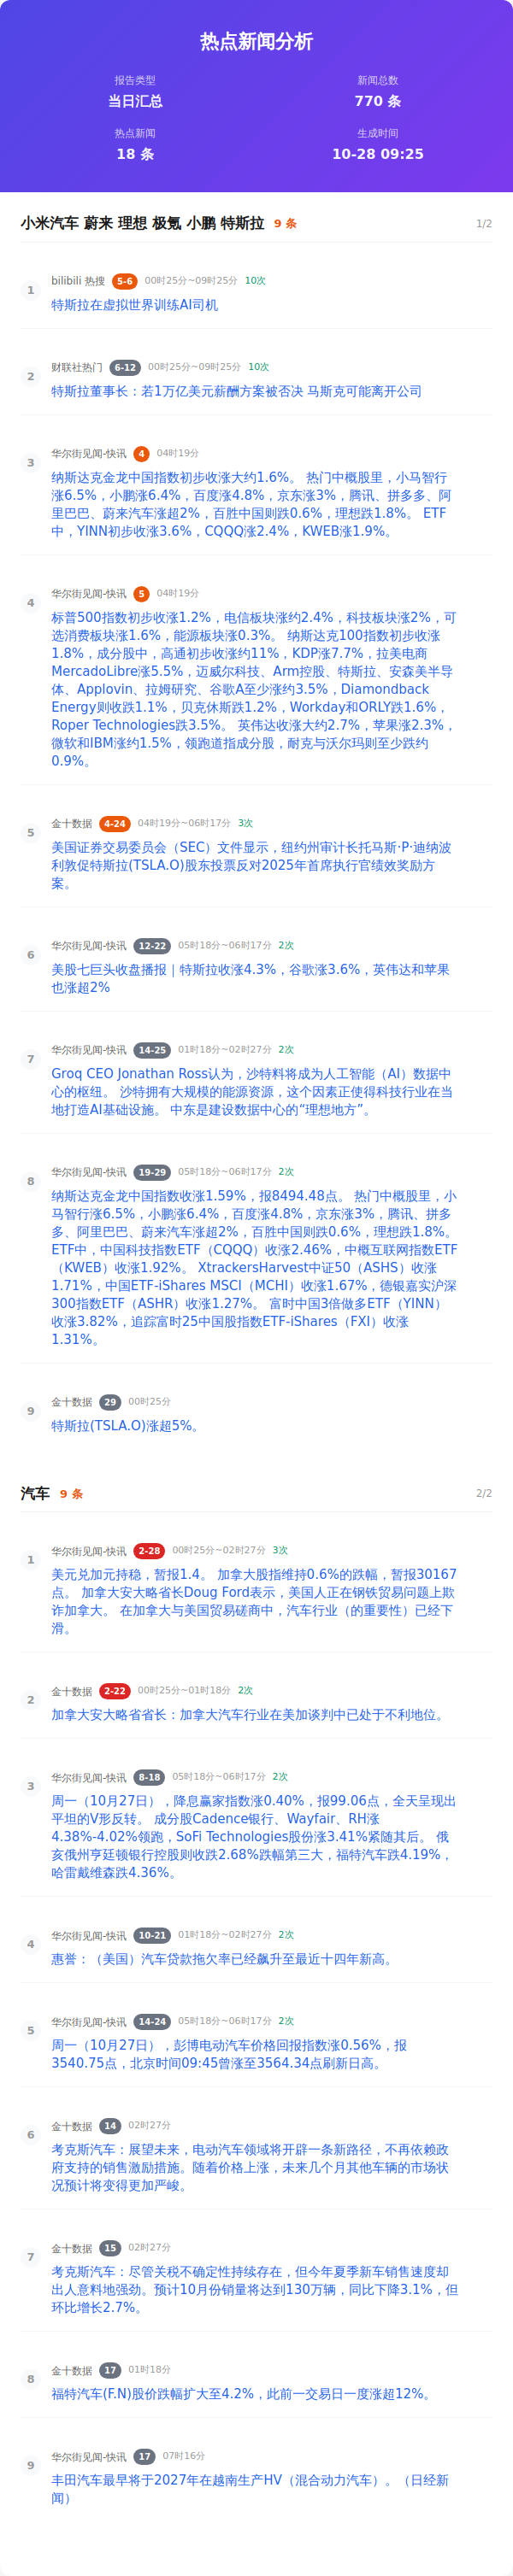 热点新闻分析
报告类型
新闻总数
当日汇总
770 条
热点新闻
生成时间
18 条
10-28 09:25
小米汽车 蔚来 理想 极氪 小鹏 特斯拉 9 条 1/2
1
bilibili 热搜 5-6 00时25分~09时25分 10次
特斯拉在虚拟世界训练AI司机
2
财联社热门 6-12 00时25分~09时25分 10次
特斯拉董事长：若1万亿美元薪酬方案被否决 马斯克可能离开公司
3
华尔街见闻-快讯 4 04时19分
纳斯达克金龙中国指数初步收涨大约1.6%。 热门中概股里，小马智行
涨6.5%，小鹏涨6.4%，百度涨4.8%，京东涨3%，腾讯、拼多多、阿
里巴巴、蔚来汽车涨超2%，百胜中国则跌0.6%，理想跌1.8%。 ETF
中，YINN初步收涨3.6%，CQQQ涨2.4%，KWEB涨1.9%。
4
华尔街见闻-快讯 5 04时19分
标普500指数初步收涨1.2%，电信板块涨约2.4%，科技板块涨2%，可
选消费板块涨1.6%，能源板块涨0.3%。 纳斯达克100指数初步收涨
1.8%，成分股中，高通初步收涨约11%，KDP涨7.7%，拉美电商
MercadoLibre涨5.5%，迈威尔科技、Arm控股、特斯拉、安森美半导
体、Applovin、拉姆研究、谷歌A至少涨约3.5%，Diamondback
Energy则收跌1.1%，贝克休斯跌1.2%，Workday和ORLY跌1.6%，
Roper Technologies跌3.5%。 英伟达收涨大约2.7%，苹果涨2.3%，
微软和IBM涨约1.5%，领跑道指成分股，耐克与沃尔玛则至少跌约
0.9%。
5
金十数据 4-24 04时19分~06时17分 3次
美国证券交易委员会（SEC）文件显示，纽约州审计长托马斯·P·迪纳波
利敦促特斯拉(TSLA.O)股东投票反对2025年首席执行官绩效奖励方
案。
6
华尔街见闻-快讯 12-22 05时18分~06时17分 2次
美股七巨头收盘播报｜特斯拉收涨4.3%，谷歌涨3.6%，英伟达和苹果
也涨超2%
7
华尔街见闻-快讯 14-25 01时18分~02时27分 2次
Groq CEO Jonathan Ross认为，沙特料将成为人工智能（AI）数据中
心的枢纽。 沙特拥有大规模的能源资源，这个因素正使得科技行业在当
地打造AI基础设施。 中东是建设数据中心的“理想地方”。
8
华尔街见闻-快讯 19-29 05时18分~06时17分 2次
纳斯达克金龙中国指数收涨1.59%，报8494.48点。 热门中概股里，小
马智行涨6.5%，小鹏涨6.4%，百度涨4.8%，京东涨3%，腾讯、拼多
多、阿里巴巴、蔚来汽车涨超2%，百胜中国则跌0.6%，理想跌1.8%。
ETF中，中国科技指数ETF（CQQQ）收涨2.46%，中概互联网指数ETF
（KWEB）收涨1.92%。 XtrackersHarvest中证50（ASHS）收涨
1.71%，中国ETF-iShares MSCI（MCHI）收涨1.67%，德银嘉实沪深
300指数ETF（ASHR）收涨1.27%。 富时中国3倍做多ETF（YINN）
收涨3.82%，追踪富时25中国股指数ETF-iShares（FXI）收涨
1.31%。
9
金十数据 29 00时25分
特斯拉(TSLA.O)涨超5%。
汽车 9 条 2/2
1
华尔街见闻-快讯 2-28 00时25分~02时27分 3次
美元兑加元持稳，暂报1.4。 加拿大股指维持0.6%的跌幅，暂报30167
点。 加拿大安大略省长Doug Ford表示，美国人正在钢铁贸易问题上欺
诈加拿大。 在加拿大与美国贸易磋商中，汽车行业（的重要性）已经下
滑。
2
金十数据 2-22 00时25分~01时18分 2次
加拿大安大略省省长：加拿大汽车行业在美加谈判中已处于不利地位。
3
华尔街见闻-快讯 8-18 05时18分~06时17分 2次
周一（10月27日），降息赢家指数涨0.40%，报99.06点，全天呈现出
平坦的V形反转。 成分股Cadence银行、Wayfair、RH涨
4.38%-4.02%领跑，SoFi Technologies股份涨3.41%紧随其后。 俄
亥俄州亨廷顿银行控股则收跌2.68%跌幅第三大，福特汽车跌4.19%，
哈雷戴维森跌4.36%。
4
华尔街见闻-快讯 10-21 01时18分~02时27分 2次
惠誉：（美国）汽车贷款拖欠率已经飙升至最近十四年新高。
5
华尔街见闻-快讯 14-24 05时18分~06时17分 2次
周一（10月27日），彭博电动汽车价格回报指数涨0.56%，报
3540.75点，北京时间09:45曾涨至3564.34点刷新日高。
6
金十数据 14 02时27分
考克斯汽车：展望未来，电动汽车领域将开辟一条新路径，不再依赖政
府支持的销售激励措施。随着价格上涨，未来几个月其他车辆的市场状
况预计将变得更加严峻。
7
金十数据 15 02时27分
考克斯汽车：尽管关税不确定性持续存在，但今年夏季新车销售速度却
出人意料地强劲。预计10月份销量将达到130万辆，同比下降3.1%，但
环比增长2.7%。
8
金十数据 17 01时18分
福特汽车(F.N)股价跌幅扩大至4.2%，此前一交易日一度涨超12%。
9
华尔街见闻-快讯 17 07时16分
丰田汽车最早将于2027年在越南生产HV（混合动力汽车）。（日经新
闻）